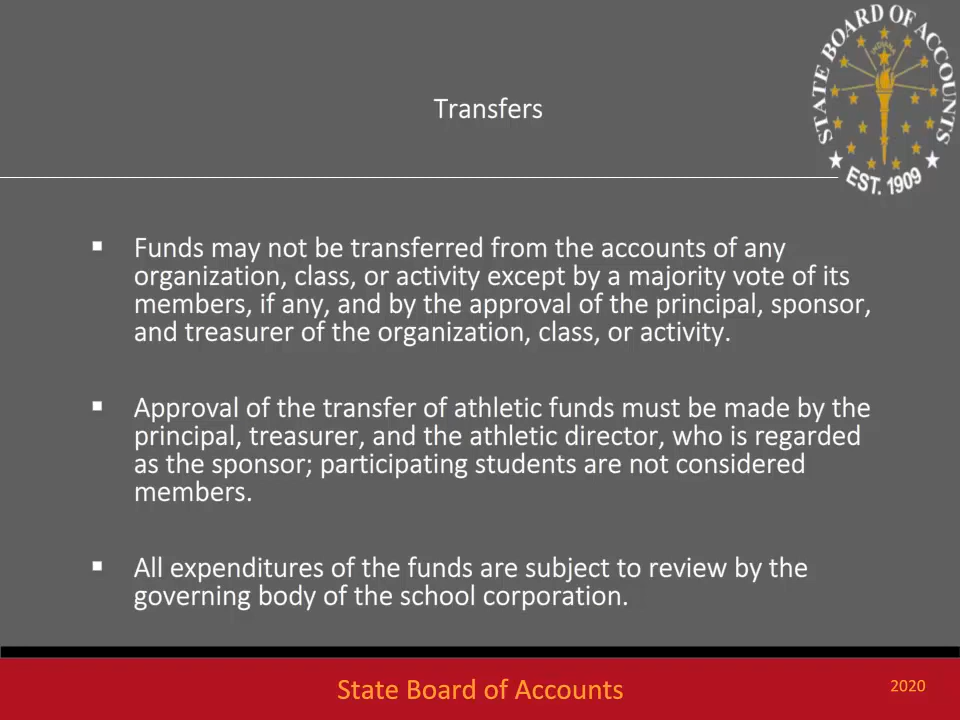 STATE BOARD OF ACCOUNTS
INDIANA
EST. 1909
Transfers
▪ Funds may not be transferred from the accounts of any
organization, class, or activity except by a majority vote of its
members, if any, and by the approval of the principal, sponsor,
and treasurer of the organization, class, or activity.
▪ Approval of the transfer of athletic funds must be made by the
principal, treasurer, and the athletic director, who is regarded
as the sponsor; participating students are not considered
members.
▪ All expenditures of the funds are subject to review by the
governing body of the school corporation.
State Board of Accounts
2020